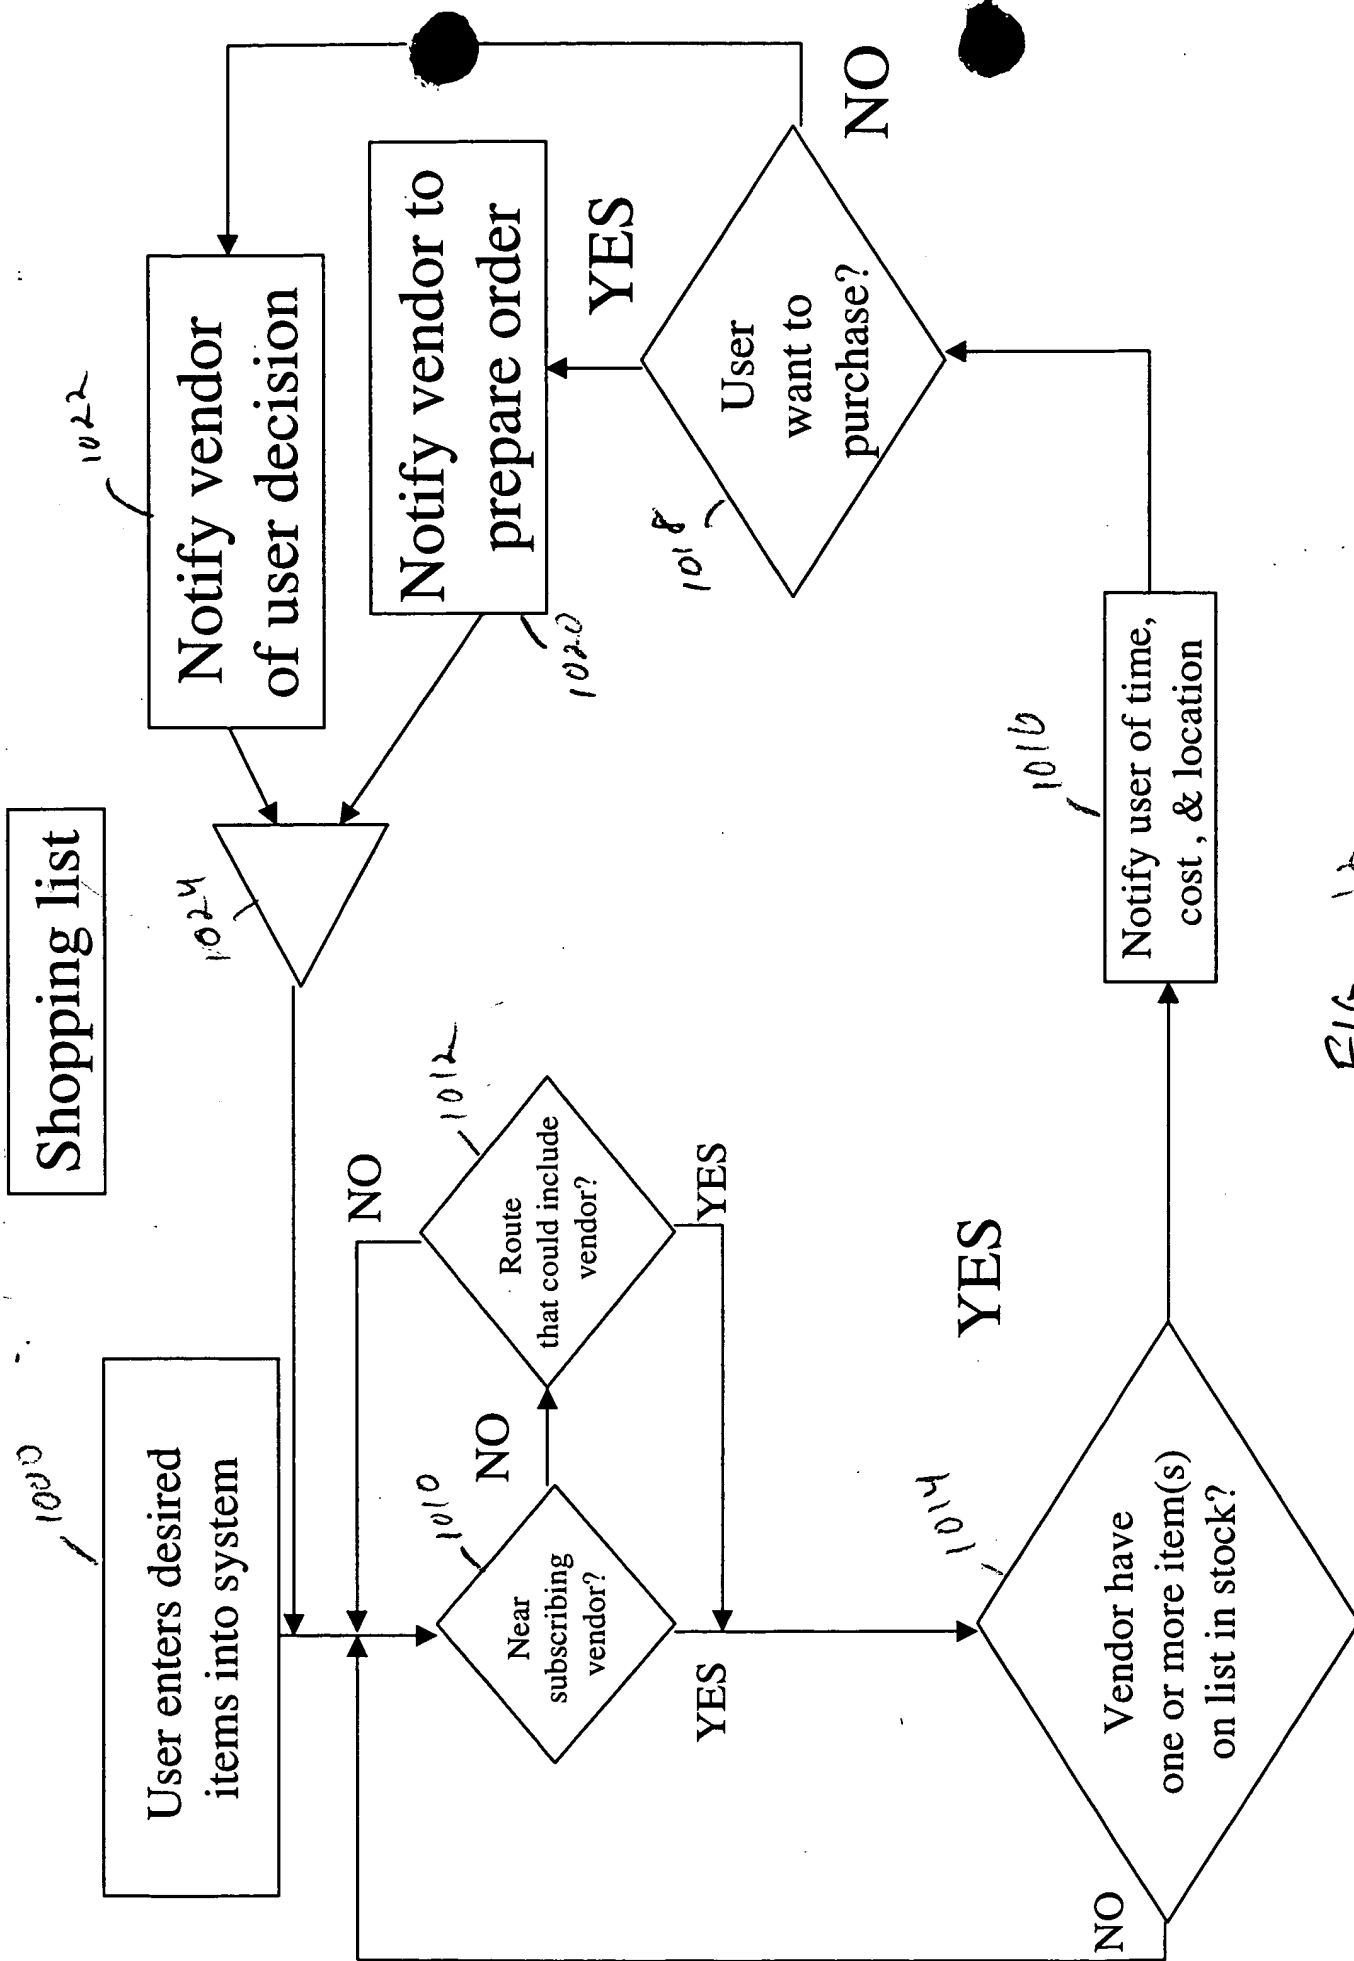 Shopping list
1000
User enters desired
items into system
1010
Near
subscribing
vendor?
NO
YES
1012
Route
that could include
vendor?
NO
YES
1014
Vendor have
one or more item(s)
on list in stock?
NO
YES
1016
Notify user of time,
cost , & location
1018
User
want to
purchase?
YES
NO
1020
Notify vendor to
prepare order
1022
Notify vendor
of user decision
1024